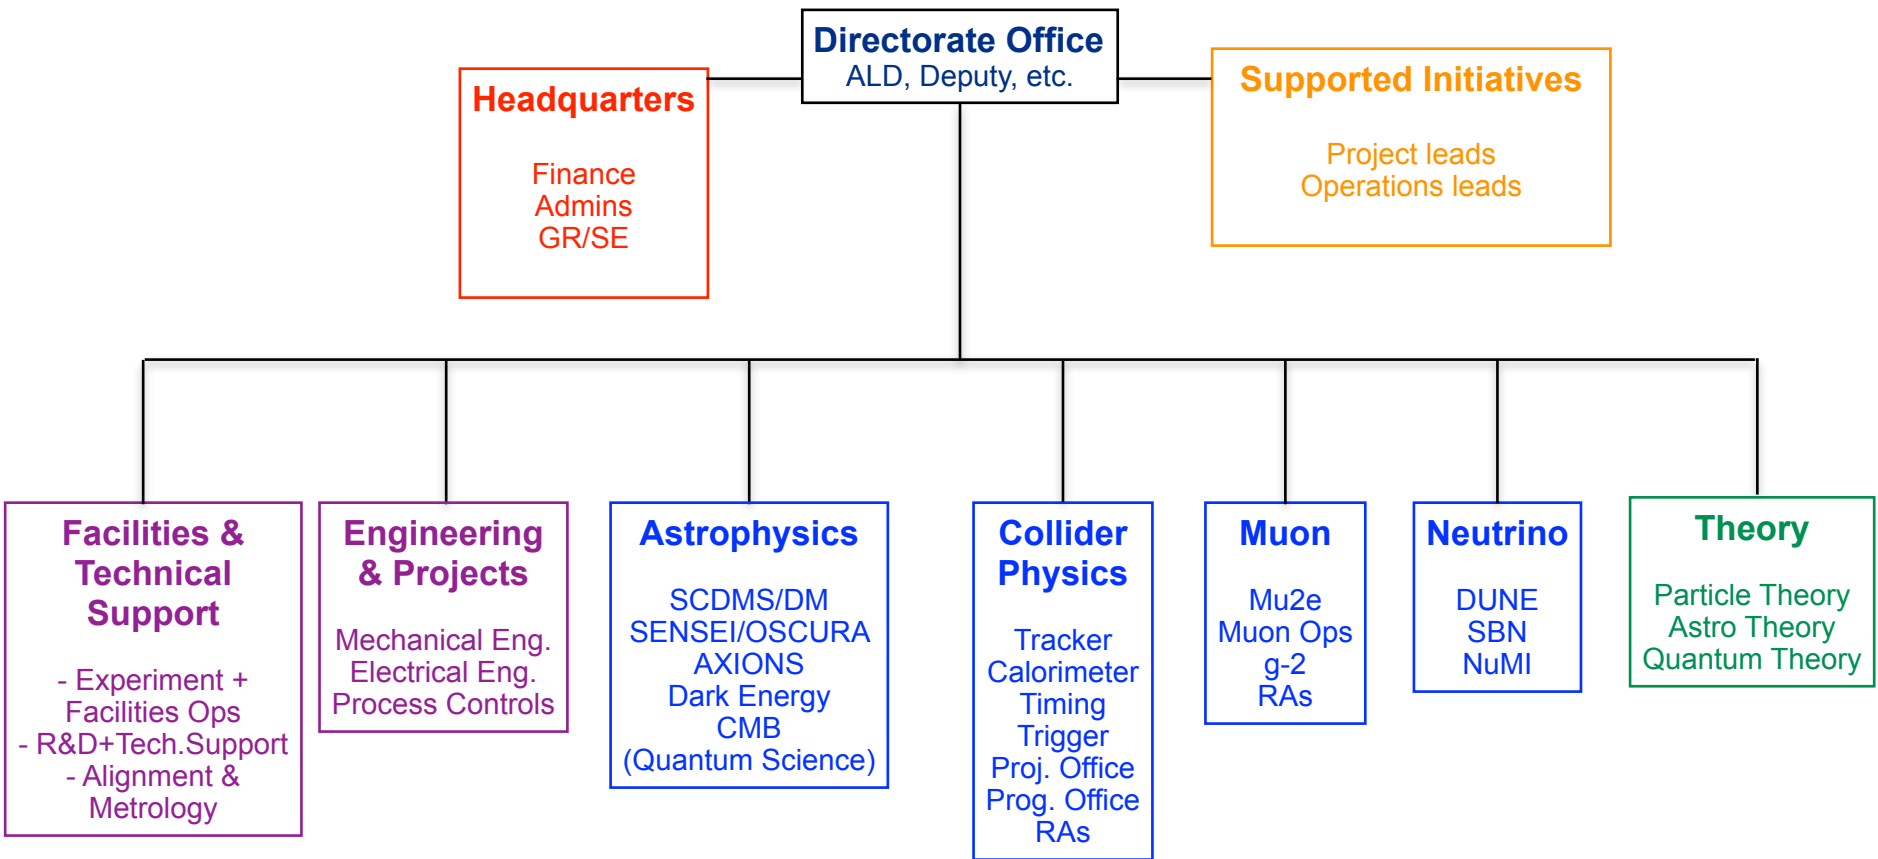 Directorate Office
ALD, Deputy, etc.
Headquarters
Finance
Admins
GR/SE
Supported Initiatives
Project leads
Operations leads
Facilities &
Technical
Support
- Experiment +
Facilities Ops
- R&D+Tech.Support
- Alignment &
Metrology
Engineering
& Projects
Mechanical Eng.
Electrical Eng.
Process Controls
Astrophysics
SCDMS/DM
SENSEI/OSCURA
AXIONS
Dark Energy
CMB
(Quantum Science)
Collider
Physics
Tracker
Calorimeter
Timing
Trigger
Proj. Office
Prog. Office
RAs
Muon
Mu2e
Muon Ops
g-2
RAs
Neutrino
DUNE
SBN
NuMI
Theory
Particle Theory
Astro Theory
Quantum Theory